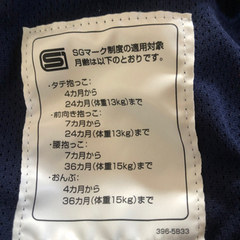 SGマーク制度の適用対象
月齢は以下のとおりです。
・タテ抱っこ
4カ月から
24カ月(体重13kg)まで
・前向き抱っこ
7カ月から
24カ月(体重13kg)まで
・腰抱っこ
7カ月から
36カ月(体重15kg)まで
・おんぶ
4カ月から
36カ月(体重15kg)まで
396-5B33